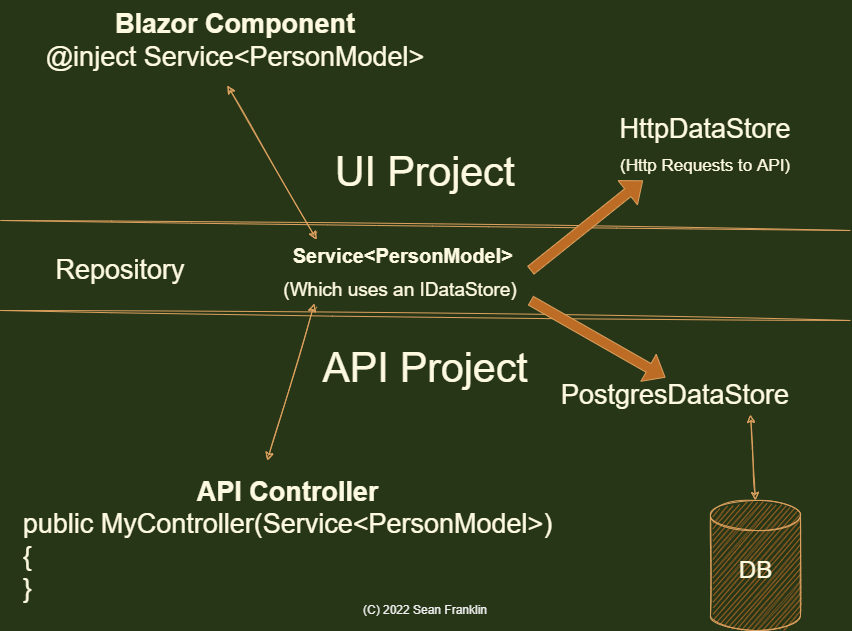 Blazor Component
@inject Service<PersonModel>
HttpDataStore
(Http Requests to API)
UI Project
Repository
Service<PersonModel>
(Which uses an IDataStore)
API Project
PostgresDataStore
API Controller
public MyController(Service<PersonModel>)
{
}
DB
(C) 2022 Sean Franklin